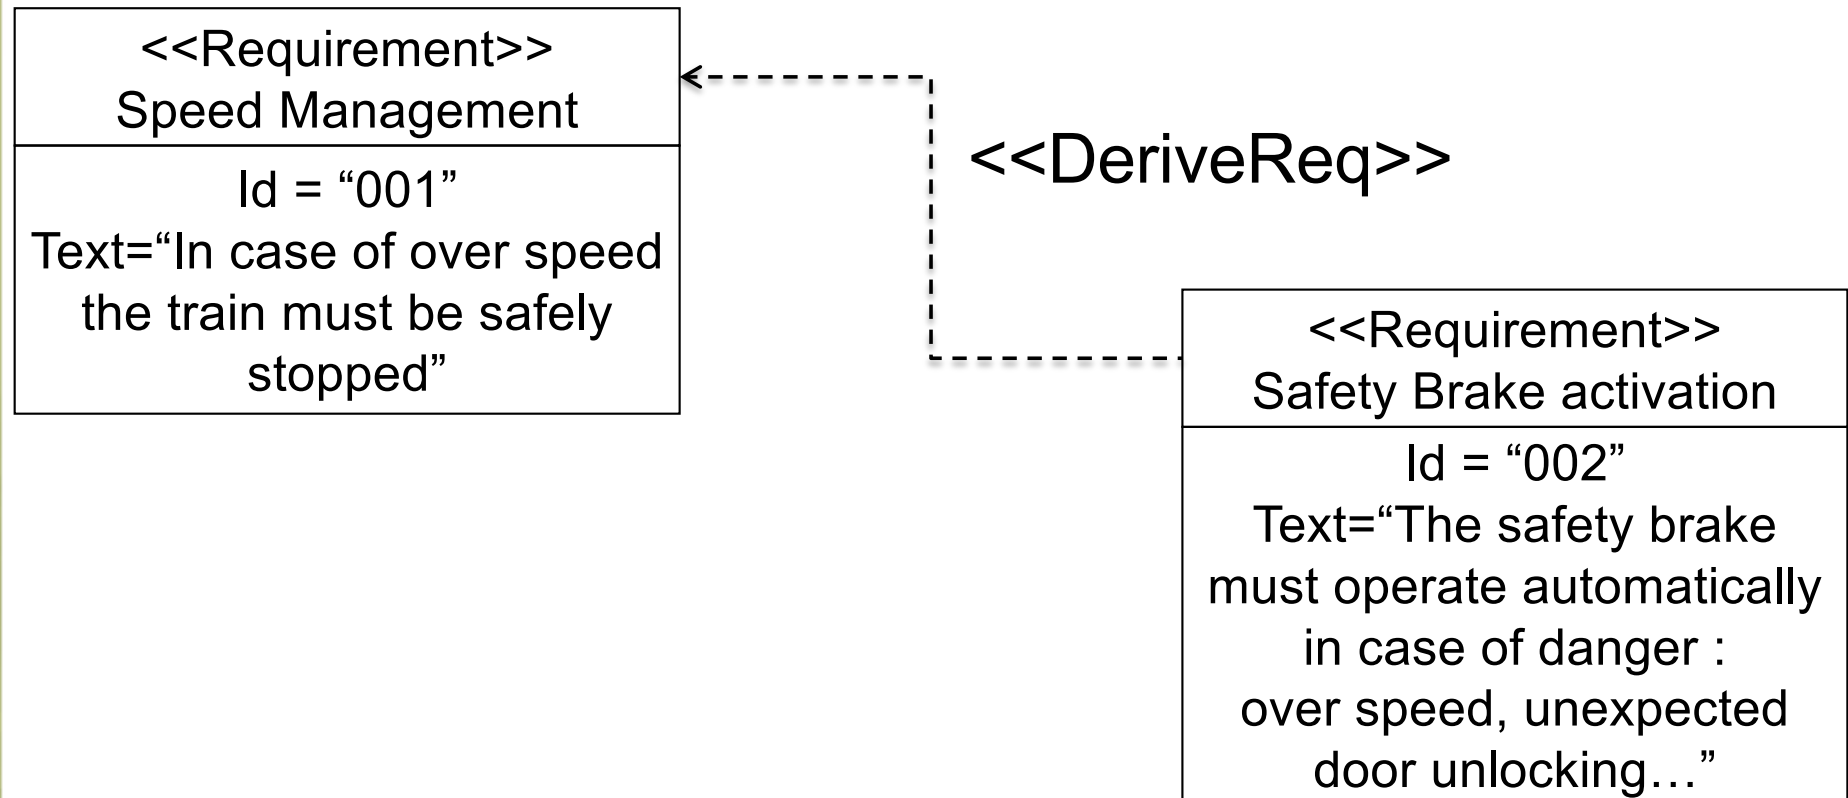 <<Requirement>>
Speed Management
Id = “001”
Text=“In case of over speed
the train must be safely
stopped”
<<DeriveReq>>
<<Requirement>>
Safety Brake activation
Id = “002”
Text=“The safety brake
must operate automatically
in case of danger :
over speed, unexpected
door unlocking…”